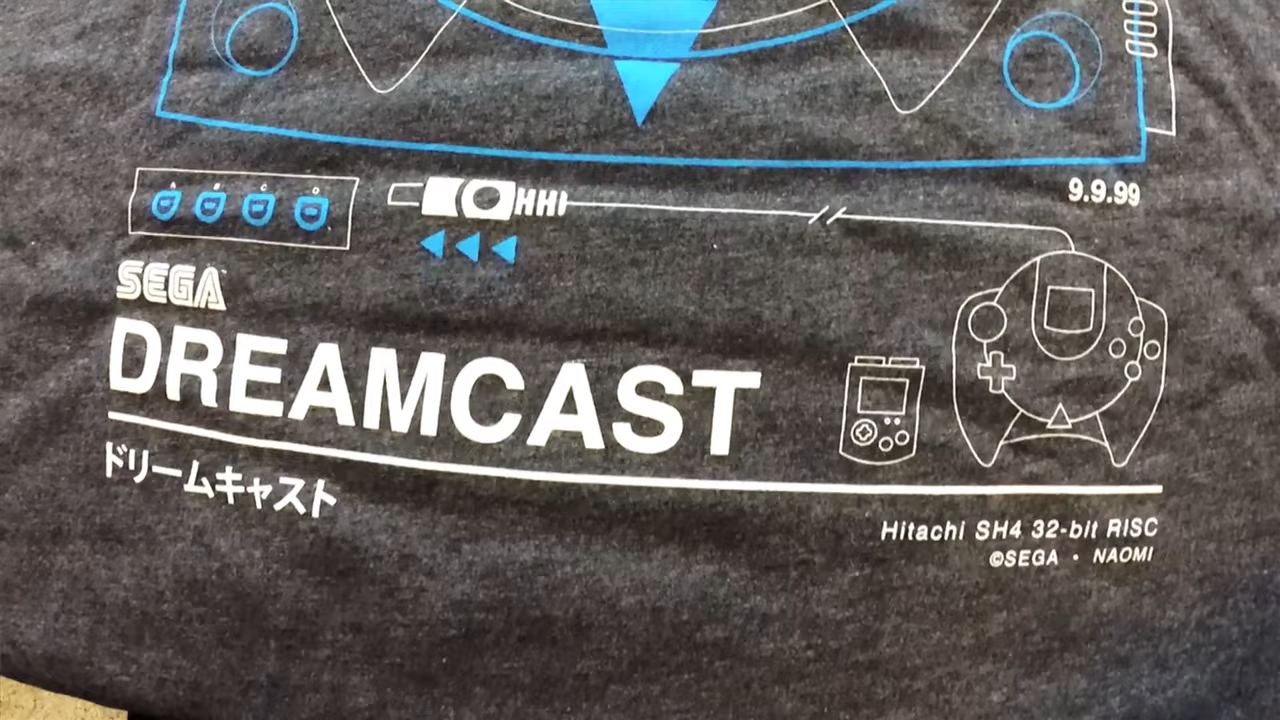 9.9.99
A B C D
SEGA
DREAMCAST
ドリームキャスト
Hitachi SH4 32-bit RISC
©SEGA • NAOMI